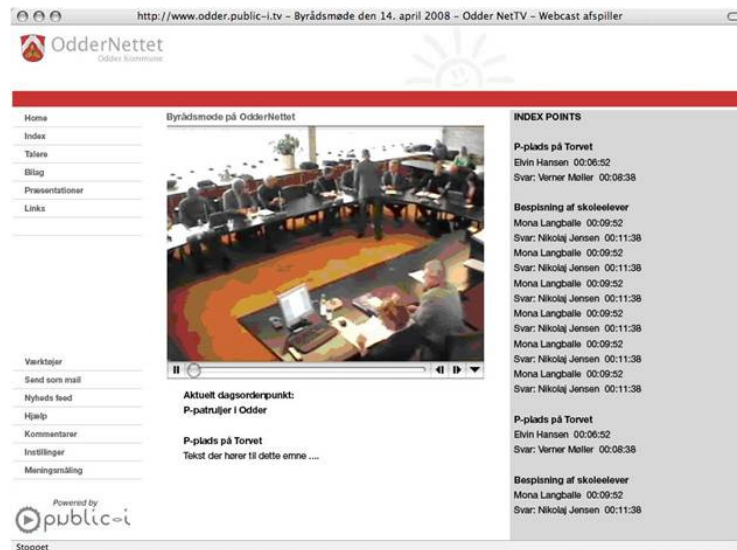 http://www.odder.public-i.tv – Byrådsmøde den 14. april 2008 – Odder NetTV – Webcast afspiller
OdderNettet
Odder Kommune
Home
Index
Talere
Bilag
Præsentationer
Links
Værktøjer
Send som mail
Nyheds feed
Hjælp
Kommentarer
Instillinger
Meningsmåling
Powered by
public-i
Byrådsmøde på OdderNettet
Aktuelt dagsordenpunkt:
P-patruljer i Odder
P-plads på Torvet
Tekst der hører til dette emne ....
INDEX POINTS
P-plads på Torvet
Elvin Hansen 00:06:52
Svar: Verner Møller 00:08:38
Bespisning af skoleelever
Mona Langballe 00:09:52
Svar: Nikolaj Jensen 00:11:38
Mona Langballe 00:09:52
Svar: Nikolaj Jensen 00:11:38
Mona Langballe 00:09:52
Svar: Nikolaj Jensen 00:11:38
Mona Langballe 00:09:52
Svar: Nikolaj Jensen 00:11:38
Mona Langballe 00:09:52
Svar: Nikolaj Jensen 00:11:38
Mona Langballe 00:09:52
Svar: Nikolaj Jensen 00:11:38
P-plads på Torvet
Elvin Hansen 00:06:52
Svar: Verner Møller 00:08:38
Bespisning af skoleelever
Mona Langballe 00:09:52
Svar: Nikolaj Jensen 00:11:38
Stoppet